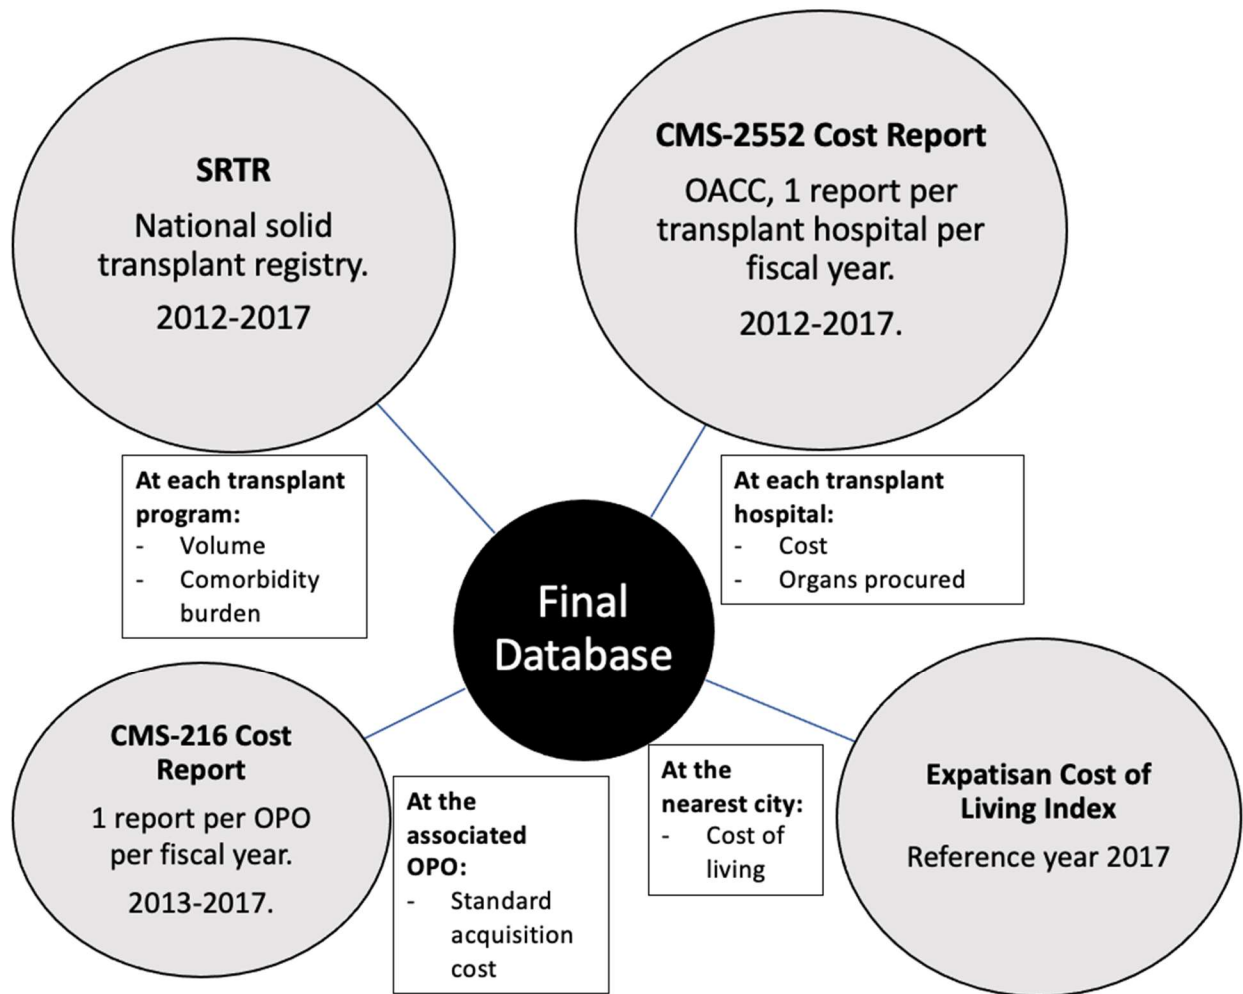 SRTR
National solid
transplant registry.
2012-2017
CMS-2552 Cost Report
OACC, 1 report per
transplant hospital per
fiscal year.
2012-2017.
At each transplant
program:
- Volume
- Comorbidity
burden
At each transplant
hospital:
- Cost
- Organs procured
Final
Database
CMS-216 Cost
Report
1 report per OPO
per fiscal year.
2013-2017.
At the
associated
OPO:
- Standard
acquisition
cost
At the
nearest city:
- Cost of
living
Expatisan Cost of
Living Index
Reference year 2017